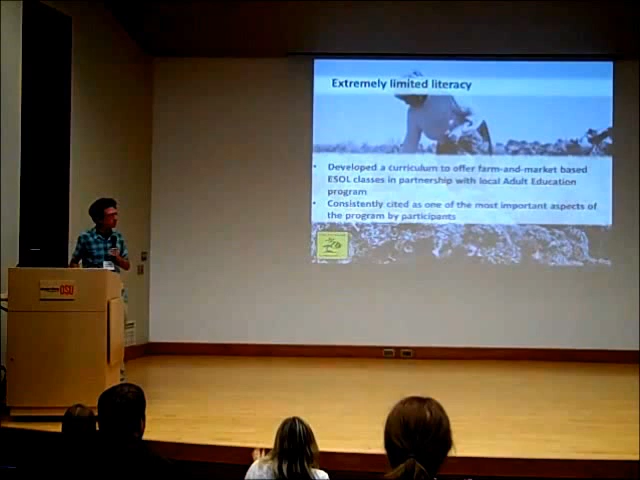 Extremely limited literacy
• Developed a curriculum to offer farm-and-market based
ESOL classes in partnership with local Adult Education
program
• Consistently cited as one of the most important aspects of
the program by participants
OSU